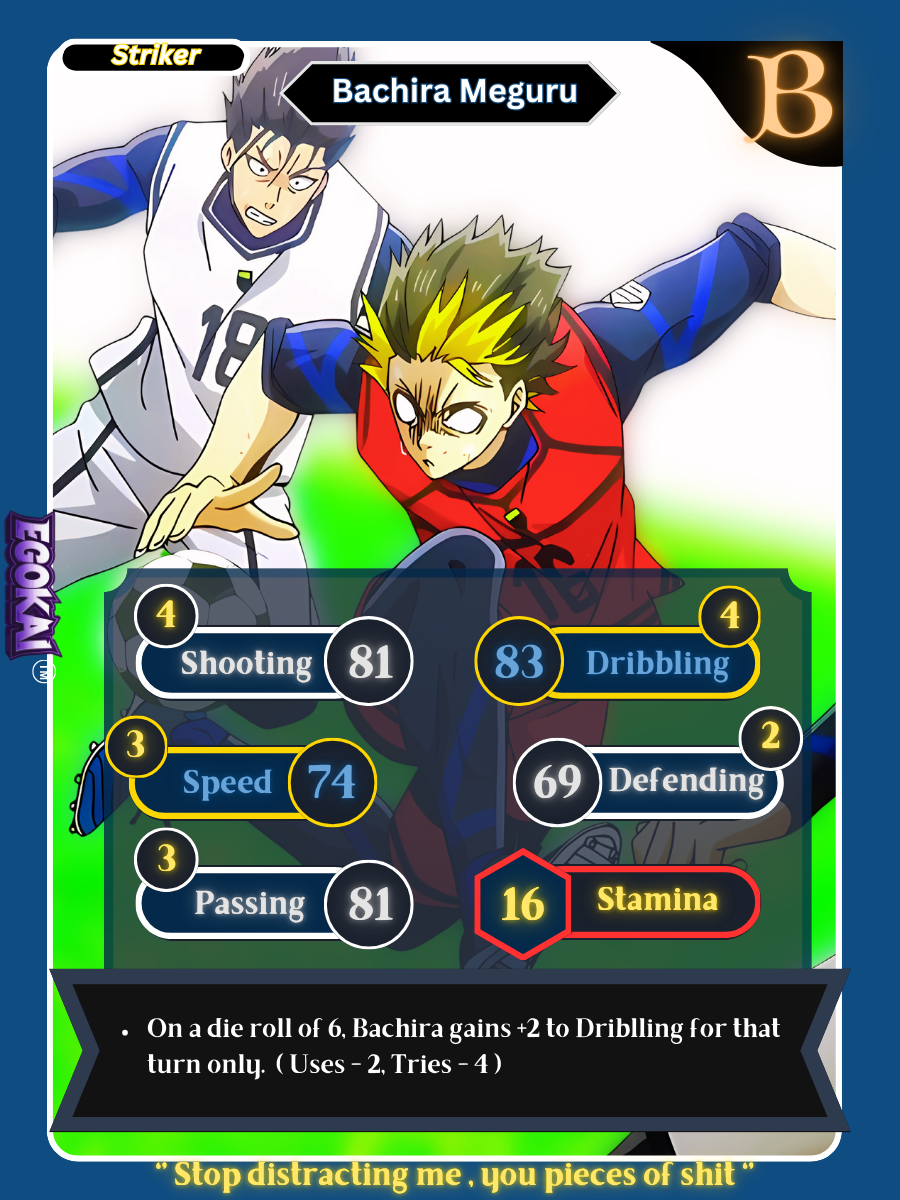 Striker
Bachira Meguru
B
18
EGOKAI
TM
4
Shooting 81
4
83 Dribbling
3
Speed 74
2
69 Defending
3
Passing 81
16 Stamina
• On a die roll of 6, Bachira gains +2 to Driblling for that
turn only. ( Uses - 2, Tries - 4 )
" Stop distracting me , you pieces of shit "